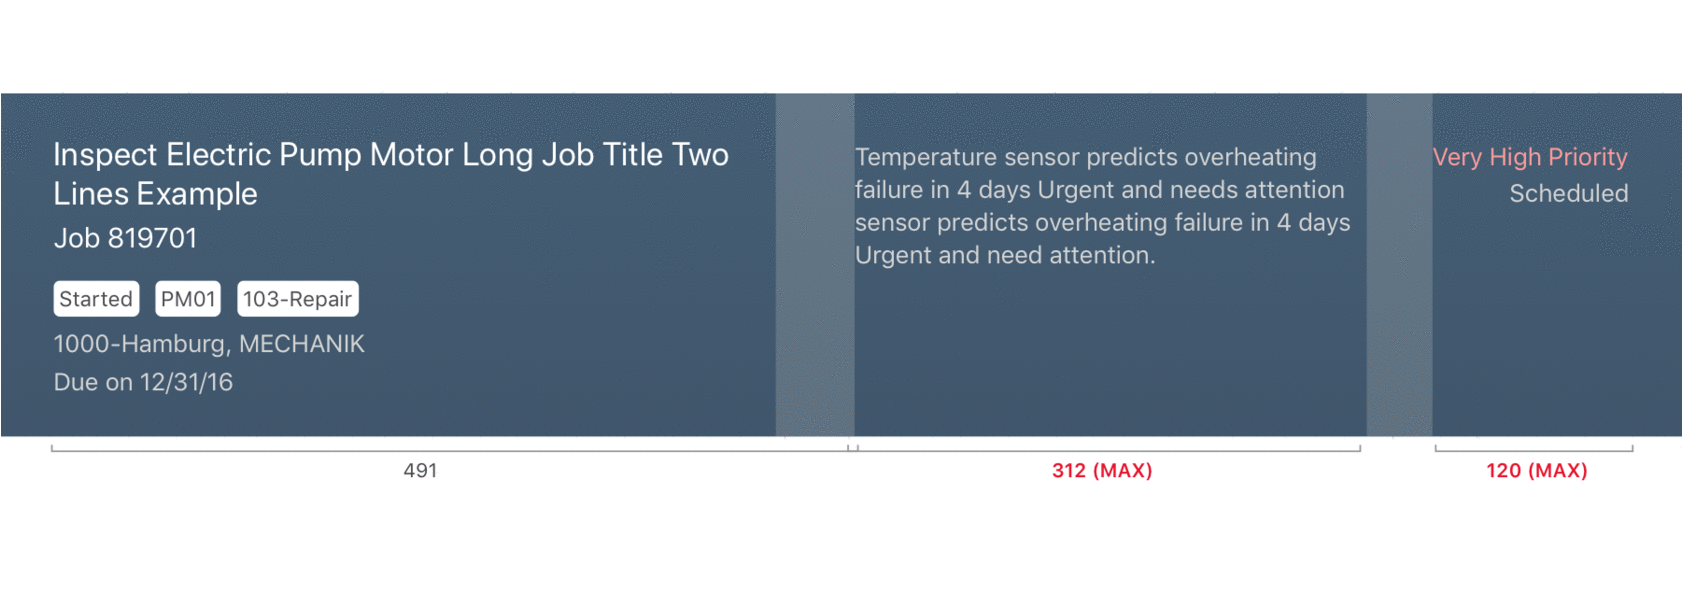 Inspect Electric Pump Motor Long Job Title Two
Lines Example
Job 819701
Started PM01 103-Repair
1000-Hamburg, MECHANIK
Due on 12/31/16
Temperature sensor predicts overheating
failure in 4 days Urgent and needs attention
sensor predicts overheating failure in 4 days
Urgent and need attention.
Very High Priority
Scheduled
491
312 (MAX)
120 (MAX)